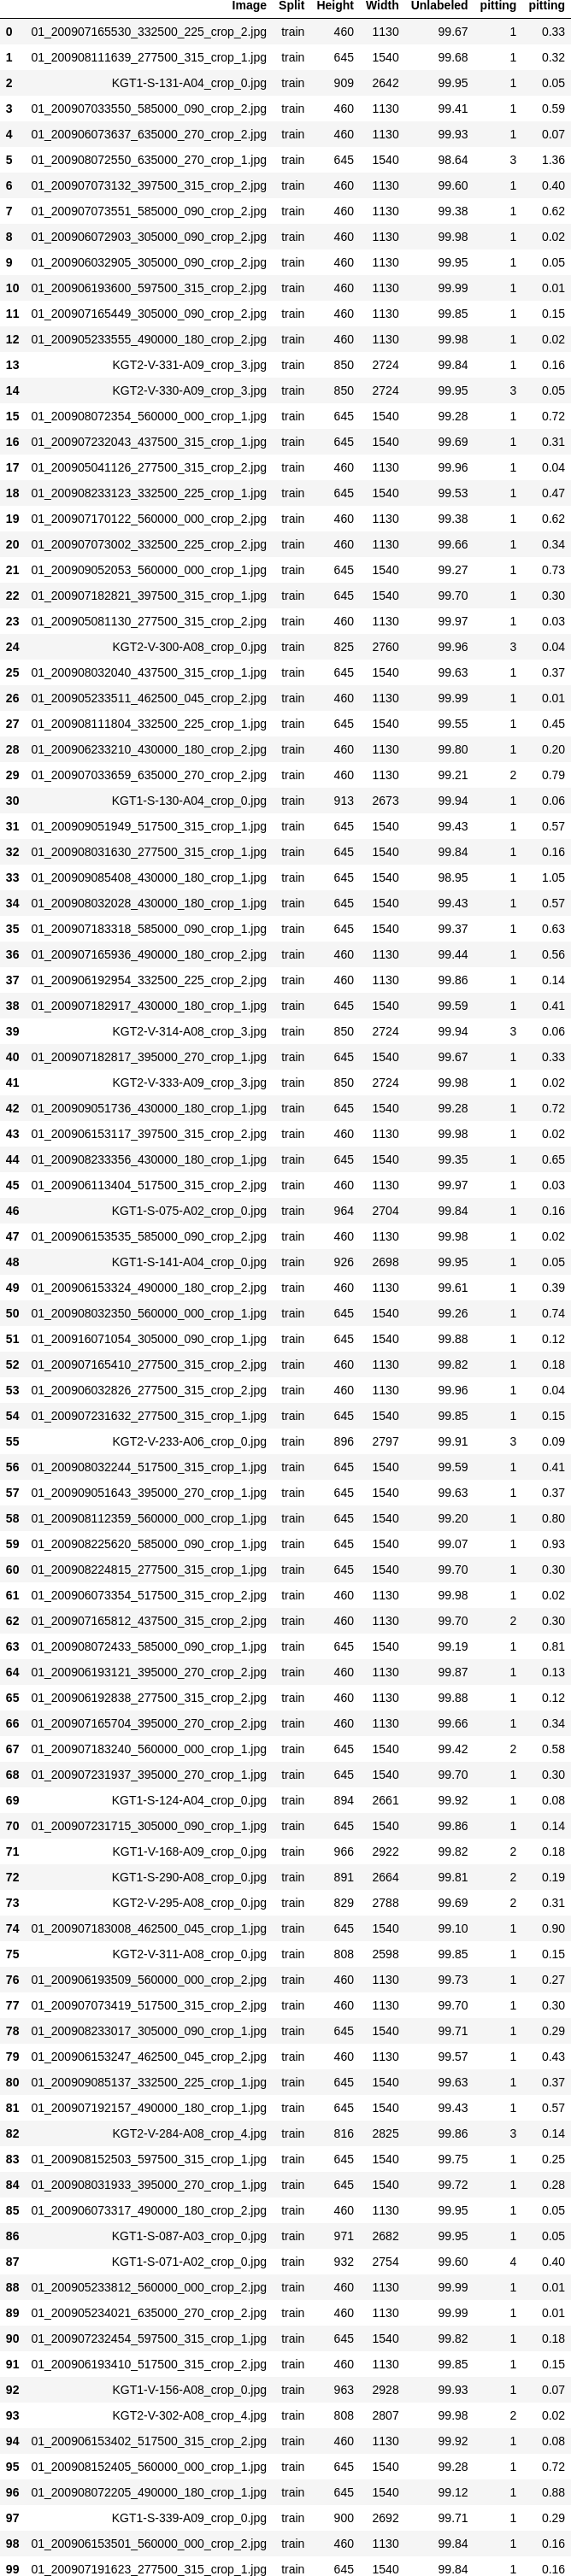 Image Split Height Width Unlabeled pitting pitting
0 01_200907165530_332500_225_crop_2.jpg train 460 1130 99.67 1 0.33
1 01_200908111639_277500_315_crop_1.jpg train 645 1540 99.68 1 0.32
2 KGT1-S-131-A04_crop_0.jpg train 909 2642 99.95 1 0.05
3 01_200907033550_585000_090_crop_2.jpg train 460 1130 99.41 1 0.59
4 01_200906073637_635000_270_crop_2.jpg train 460 1130 99.93 1 0.07
5 01_200908072550_635000_270_crop_1.jpg train 645 1540 98.64 3 1.36
6 01_200907073132_397500_315_crop_2.jpg train 460 1130 99.60 1 0.40
7 01_200907073551_585000_090_crop_2.jpg train 460 1130 99.38 1 0.62
8 01_200906072903_305000_090_crop_2.jpg train 460 1130 99.98 1 0.02
9 01_200906032905_305000_090_crop_2.jpg train 460 1130 99.95 1 0.05
10 01_200906193600_597500_315_crop_2.jpg train 460 1130 99.99 1 0.01
11 01_200907165449_305000_090_crop_2.jpg train 460 1130 99.85 1 0.15
12 01_200905233555_490000_180_crop_2.jpg train 460 1130 99.98 1 0.02
13 KGT2-V-331-A09_crop_3.jpg train 850 2724 99.84 1 0.16
14 KGT2-V-330-A09_crop_3.jpg train 850 2724 99.95 3 0.05
15 01_200908072354_560000_000_crop_1.jpg train 645 1540 99.28 1 0.72
16 01_200907232043_437500_315_crop_1.jpg train 645 1540 99.69 1 0.31
17 01_200905041126_277500_315_crop_2.jpg train 460 1130 99.96 1 0.04
18 01_200908233123_332500_225_crop_1.jpg train 645 1540 99.53 1 0.47
19 01_200907170122_560000_000_crop_2.jpg train 460 1130 99.38 1 0.62
20 01_200907073002_332500_225_crop_2.jpg train 460 1130 99.66 1 0.34
21 01_200909052053_560000_000_crop_1.jpg train 645 1540 99.27 1 0.73
22 01_200907182821_397500_315_crop_1.jpg train 645 1540 99.70 1 0.30
23 01_200905081130_277500_315_crop_2.jpg train 460 1130 99.97 1 0.03
24 KGT2-V-300-A08_crop_0.jpg train 825 2760 99.96 3 0.04
25 01_200908032040_437500_315_crop_1.jpg train 645 1540 99.63 1 0.37
26 01_200905233511_462500_045_crop_2.jpg train 460 1130 99.99 1 0.01
27 01_200908111804_332500_225_crop_1.jpg train 645 1540 99.55 1 0.45
28 01_200906233210_430000_180_crop_2.jpg train 460 1130 99.80 1 0.20
29 01_200907033659_635000_270_crop_2.jpg train 460 1130 99.21 2 0.79
30 KGT1-S-130-A04_crop_0.jpg train 913 2673 99.94 1 0.06
31 01_200909051949_517500_315_crop_1.jpg train 645 1540 99.43 1 0.57
32 01_200908031630_277500_315_crop_1.jpg train 645 1540 99.84 1 0.16
33 01_200909085408_430000_180_crop_1.jpg train 645 1540 98.95 1 1.05
34 01_200908032028_430000_180_crop_1.jpg train 645 1540 99.43 1 0.57
35 01_200907183318_585000_090_crop_1.jpg train 645 1540 99.37 1 0.63
36 01_200907165936_490000_180_crop_2.jpg train 460 1130 99.44 1 0.56
37 01_200906192954_332500_225_crop_2.jpg train 460 1130 99.86 1 0.14
38 01_200907182917_430000_180_crop_1.jpg train 645 1540 99.59 1 0.41
39 KGT2-V-314-A08_crop_3.jpg train 850 2724 99.94 3 0.06
40 01_200907182817_395000_270_crop_1.jpg train 645 1540 99.67 1 0.33
41 KGT2-V-333-A09_crop_3.jpg train 850 2724 99.98 1 0.02
42 01_200909051736_430000_180_crop_1.jpg train 645 1540 99.28 1 0.72
43 01_200906153117_397500_315_crop_2.jpg train 460 1130 99.98 1 0.02
44 01_200908233356_430000_180_crop_1.jpg train 645 1540 99.35 1 0.65
45 01_200906113404_517500_315_crop_2.jpg train 460 1130 99.97 1 0.03
46 KGT1-S-075-A02_crop_0.jpg train 964 2704 99.84 1 0.16
47 01_200906153535_585000_090_crop_2.jpg train 460 1130 99.98 1 0.02
48 KGT1-S-141-A04_crop_0.jpg train 926 2698 99.95 1 0.05
49 01_200906153324_490000_180_crop_2.jpg train 460 1130 99.61 1 0.39
50 01_200908032350_560000_000_crop_1.jpg train 645 1540 99.26 1 0.74
51 01_200916071054_305000_090_crop_1.jpg train 645 1540 99.88 1 0.12
52 01_200907165410_277500_315_crop_2.jpg train 460 1130 99.82 1 0.18
53 01_200906032826_277500_315_crop_2.jpg train 460 1130 99.96 1 0.04
54 01_200907231632_277500_315_crop_1.jpg train 645 1540 99.85 1 0.15
55 KGT2-V-233-A06_crop_0.jpg train 896 2797 99.91 3 0.09
56 01_200908032244_517500_315_crop_1.jpg train 645 1540 99.59 1 0.41
57 01_200909051643_395000_270_crop_1.jpg train 645 1540 99.63 1 0.37
58 01_200908112359_560000_000_crop_1.jpg train 645 1540 99.20 1 0.80
59 01_200908225620_585000_090_crop_1.jpg train 645 1540 99.07 1 0.93
60 01_200908224815_277500_315_crop_1.jpg train 645 1540 99.70 1 0.30
61 01_200906073354_517500_315_crop_2.jpg train 460 1130 99.98 1 0.02
62 01_200907165812_437500_315_crop_2.jpg train 460 1130 99.70 2 0.30
63 01_200908072433_585000_090_crop_1.jpg train 645 1540 99.19 1 0.81
64 01_200906193121_395000_270_crop_2.jpg train 460 1130 99.87 1 0.13
65 01_200906192838_277500_315_crop_2.jpg train 460 1130 99.88 1 0.12
66 01_200907165704_395000_270_crop_2.jpg train 460 1130 99.66 1 0.34
67 01_200907183240_560000_000_crop_1.jpg train 645 1540 99.42 2 0.58
68 01_200907231937_395000_270_crop_1.jpg train 645 1540 99.70 1 0.30
69 KGT1-S-124-A04_crop_0.jpg train 894 2661 99.92 1 0.08
70 01_200907231715_305000_090_crop_1.jpg train 645 1540 99.86 1 0.14
71 KGT1-V-168-A09_crop_0.jpg train 966 2922 99.82 2 0.18
72 KGT1-S-290-A08_crop_0.jpg train 891 2664 99.81 2 0.19
73 KGT2-V-295-A08_crop_0.jpg train 829 2788 99.69 2 0.31
74 01_200907183008_462500_045_crop_1.jpg train 645 1540 99.10 1 0.90
75 KGT2-V-311-A08_crop_0.jpg train 808 2598 99.85 1 0.15
76 01_200906193509_560000_000_crop_2.jpg train 460 1130 99.73 1 0.27
77 01_200907073419_517500_315_crop_2.jpg train 460 1130 99.70 1 0.30
78 01_200908233017_305000_090_crop_1.jpg train 645 1540 99.71 1 0.29
79 01_200906153247_462500_045_crop_2.jpg train 460 1130 99.57 1 0.43
80 01_200909085137_332500_225_crop_1.jpg train 645 1540 99.63 1 0.37
81 01_200907192157_490000_180_crop_1.jpg train 645 1540 99.43 1 0.57
82 KGT2-V-284-A08_crop_4.jpg train 816 2825 99.86 3 0.14
83 01_200908152503_597500_315_crop_1.jpg train 645 1540 99.75 1 0.25
84 01_200908031933_395000_270_crop_1.jpg train 645 1540 99.72 1 0.28
85 01_200906073317_490000_180_crop_2.jpg train 460 1130 99.95 1 0.05
86 KGT1-S-087-A03_crop_0.jpg train 971 2682 99.95 1 0.05
87 KGT1-S-071-A02_crop_0.jpg train 932 2754 99.60 4 0.40
88 01_200905233812_560000_000_crop_2.jpg train 460 1130 99.99 1 0.01
89 01_200905234021_635000_270_crop_2.jpg train 460 1130 99.99 1 0.01
90 01_200907232454_597500_315_crop_1.jpg train 645 1540 99.82 1 0.18
91 01_200906193410_517500_315_crop_2.jpg train 460 1130 99.85 1 0.15
92 KGT1-V-156-A08_crop_0.jpg train 963 2928 99.93 1 0.07
93 KGT2-V-302-A08_crop_4.jpg train 808 2807 99.98 2 0.02
94 01_200906153402_517500_315_crop_2.jpg train 460 1130 99.92 1 0.08
95 01_200908152405_560000_000_crop_1.jpg train 645 1540 99.28 1 0.72
96 01_200908072205_490000_180_crop_1.jpg train 645 1540 99.12 1 0.88
97 KGT1-S-339-A09_crop_0.jpg train 900 2692 99.71 1 0.29
98 01_200906153501_560000_000_crop_2.jpg train 460 1130 99.84 1 0.16
99 01_200907191623_277500_315_crop_1.jpg train 645 1540 99.84 1 0.16